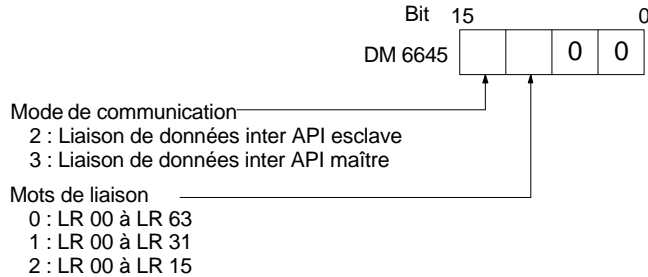 Bit 15 0
DM 6645 0 0
Mode de communication
2 : Liaison de données inter API esclave
3 : Liaison de données inter API maître
Mots de liaison
0 : LR 00 à LR 63
1 : LR 00 à LR 31
2 : LR 00 à LR 15